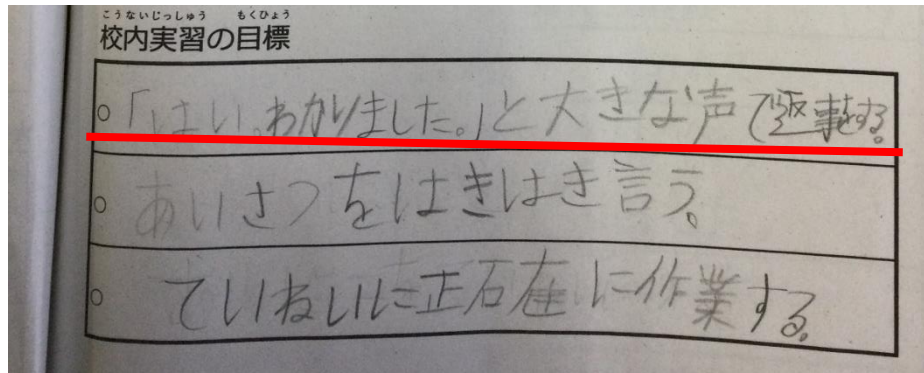 こうないじっしゅう もくひょう
校内実習の目標
○「はい。わかりました。」と大きな声で返事をする。
○あいさつをはきはき言う。
○ていねいに正確に作業する。